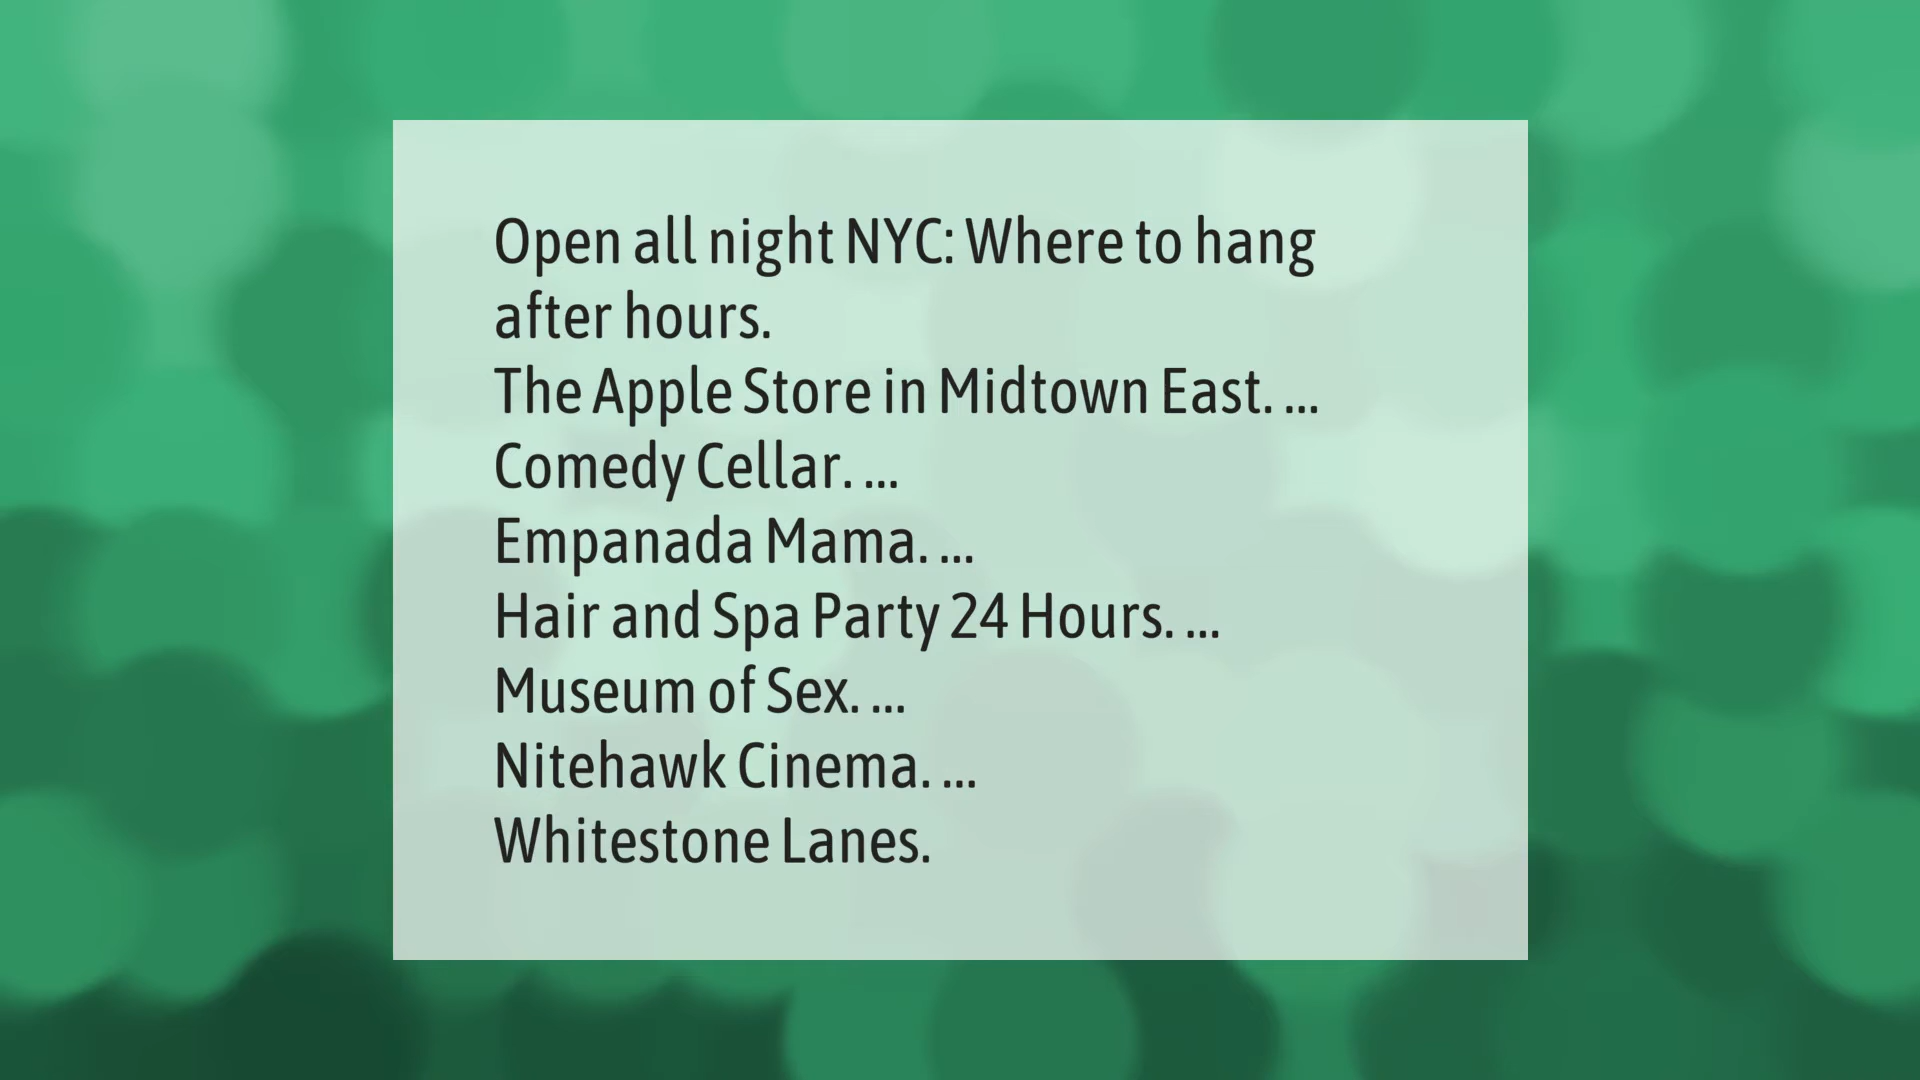 Open all night NYC: Where to hang
after hours.
The Apple Store in Midtown East. ...
Comedy Cellar. ...
Empanada Mama. ...
Hair and Spa Party 24 Hours. ...
Museum of Sex. ...
Nitehawk Cinema. ...
Whitestone Lanes.